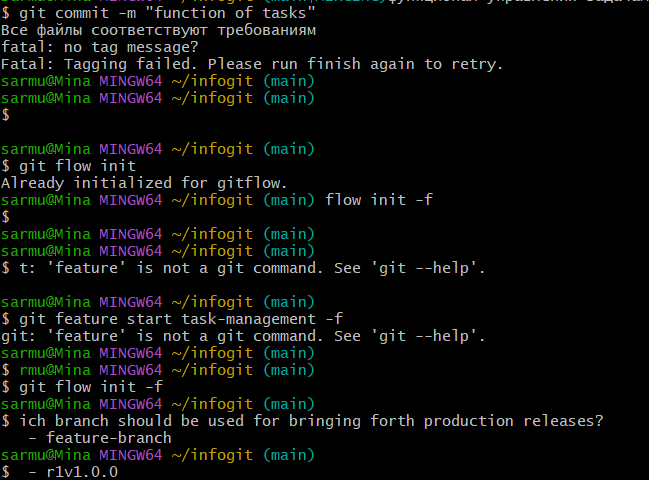 $ git commit -m "function of tasks"
Все файлы соответствуют требованиям
fatal: no tag message?
Fatal: Tagging failed. Please run finish again to retry.
sarmu@Mina MINGW64 ~/infogit (main)
sarmu@Mina MINGW64 ~/infogit (main)
$
sarmu@Mina MINGW64 ~/infogit (main)
$ git flow init
Already initialized for gitflow.
sarmu@Mina MINGW64 ~/infogit (main) flow init -f
$
sarmu@Mina MINGW64 ~/infogit (main)
sarmu@Mina MINGW64 ~/infogit (main)
$ t: 'feature' is not a git command. See 'git --help'.
sarmu@Mina MINGW64 ~/infogit (main)
$ git feature start task-management -f
git: 'feature' is not a git command. See 'git --help'.
sarmu@Mina MINGW64 ~/infogit (main)
$ rmu@Mina MINGW64 ~/infogit (main)
$ git flow init -f
sarmu@Mina MINGW64 ~/infogit (main)
$ ich branch should be used for bringing forth production releases?
   - feature-branch
sarmu@Mina MINGW64 ~/infogit (main)
$  - r1v1.0.0